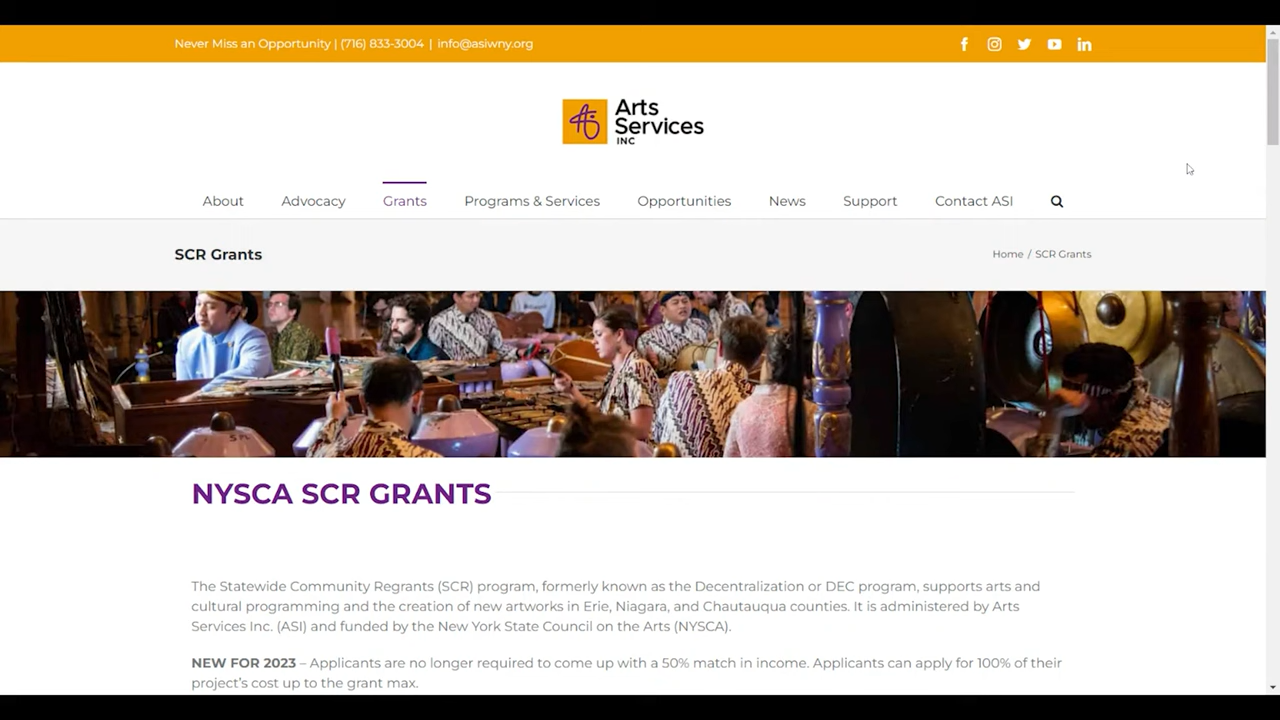 Never Miss an Opportunity | (716) 833-3004 | info@asiwny.org
Arts
Services
INC
About Advocacy Grants Programs & Services Opportunities News Support Contact ASI
SCR Grants
Home / SCR Grants
NYSCA SCR GRANTS
The Statewide Community Regrants (SCR) program, formerly known as the Decentralization or DEC program, supports arts and
cultural programming and the creation of new artworks in Erie, Niagara, and Chautauqua counties. It is administered by Arts
Services Inc. (ASI) and funded by the New York State Council on the Arts (NYSCA).
NEW FOR 2023 – Applicants are no longer required to come up with a 50% match in income. Applicants can apply for 100% of their
project's cost up to the grant max.